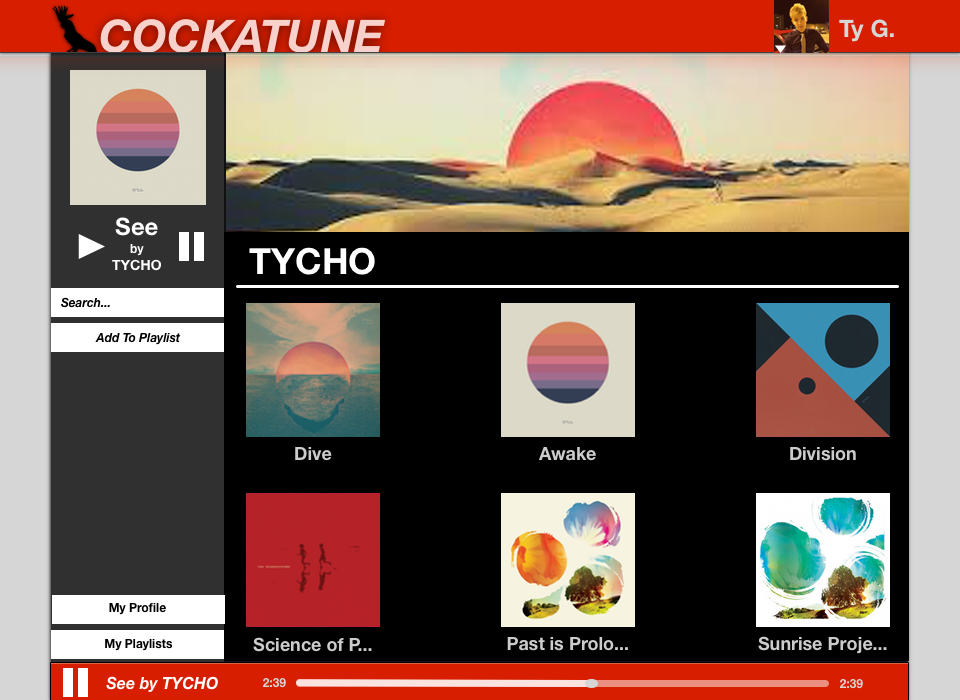 COCKATUNE
Ty G.
See
by
TYCHO
Search...
Add To Playlist
TYCHO
Dive
Awake
Division
Science of P...
Past is Prolo...
Sunrise Proje...
My Profile
My Playlists
See by TYCHO
2:39
2:39